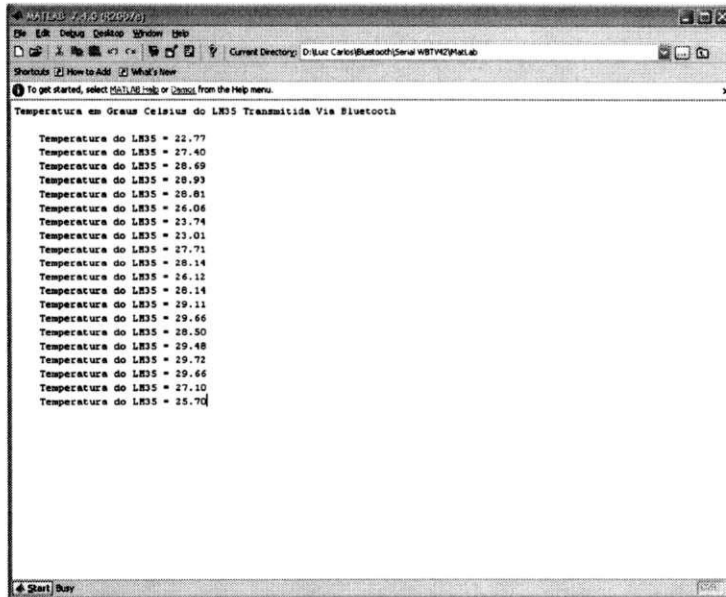 MATLAB 7.4.0 (R2007a)
File Edit Debug Desktop Window Help
Current Directory: D:\Luiz Carlos\Bluetooth\Serial WBTV42\MatLab
Shortcuts How to Add What's New
To get started, select MATLAB Help or Demos from the Help menu.
Temperatura em Graus Celsius do LM35 Transmitida Via Bluetooth
Temperatura do LM35 = 22.77
Temperatura do LM35 = 27.40
Temperatura do LM35 = 28.69
Temperatura do LM35 = 28.93
Temperatura do LM35 = 28.81
Temperatura do LM35 = 26.06
Temperatura do LM35 = 23.74
Temperatura do LM35 = 23.01
Temperatura do LM35 = 27.71
Temperatura do LM35 = 28.14
Temperatura do LM35 = 26.12
Temperatura do LM35 = 28.14
Temperatura do LM35 = 29.11
Temperatura do LM35 = 29.66
Temperatura do LM35 = 28.50
Temperatura do LM35 = 29.48
Temperatura do LM35 = 29.72
Temperatura do LM35 = 29.66
Temperatura do LM35 = 27.10
Temperatura do LM35 = 25.70
Start Busy